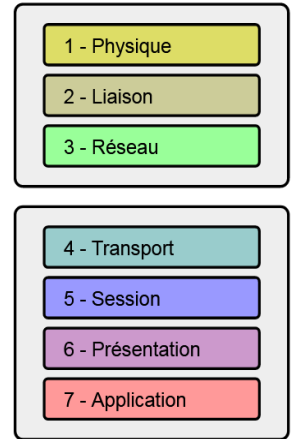 1 - Physique
2 - Liaison
3 - Réseau
4 - Transport
5 - Session
6 - Présentation
7 - Application